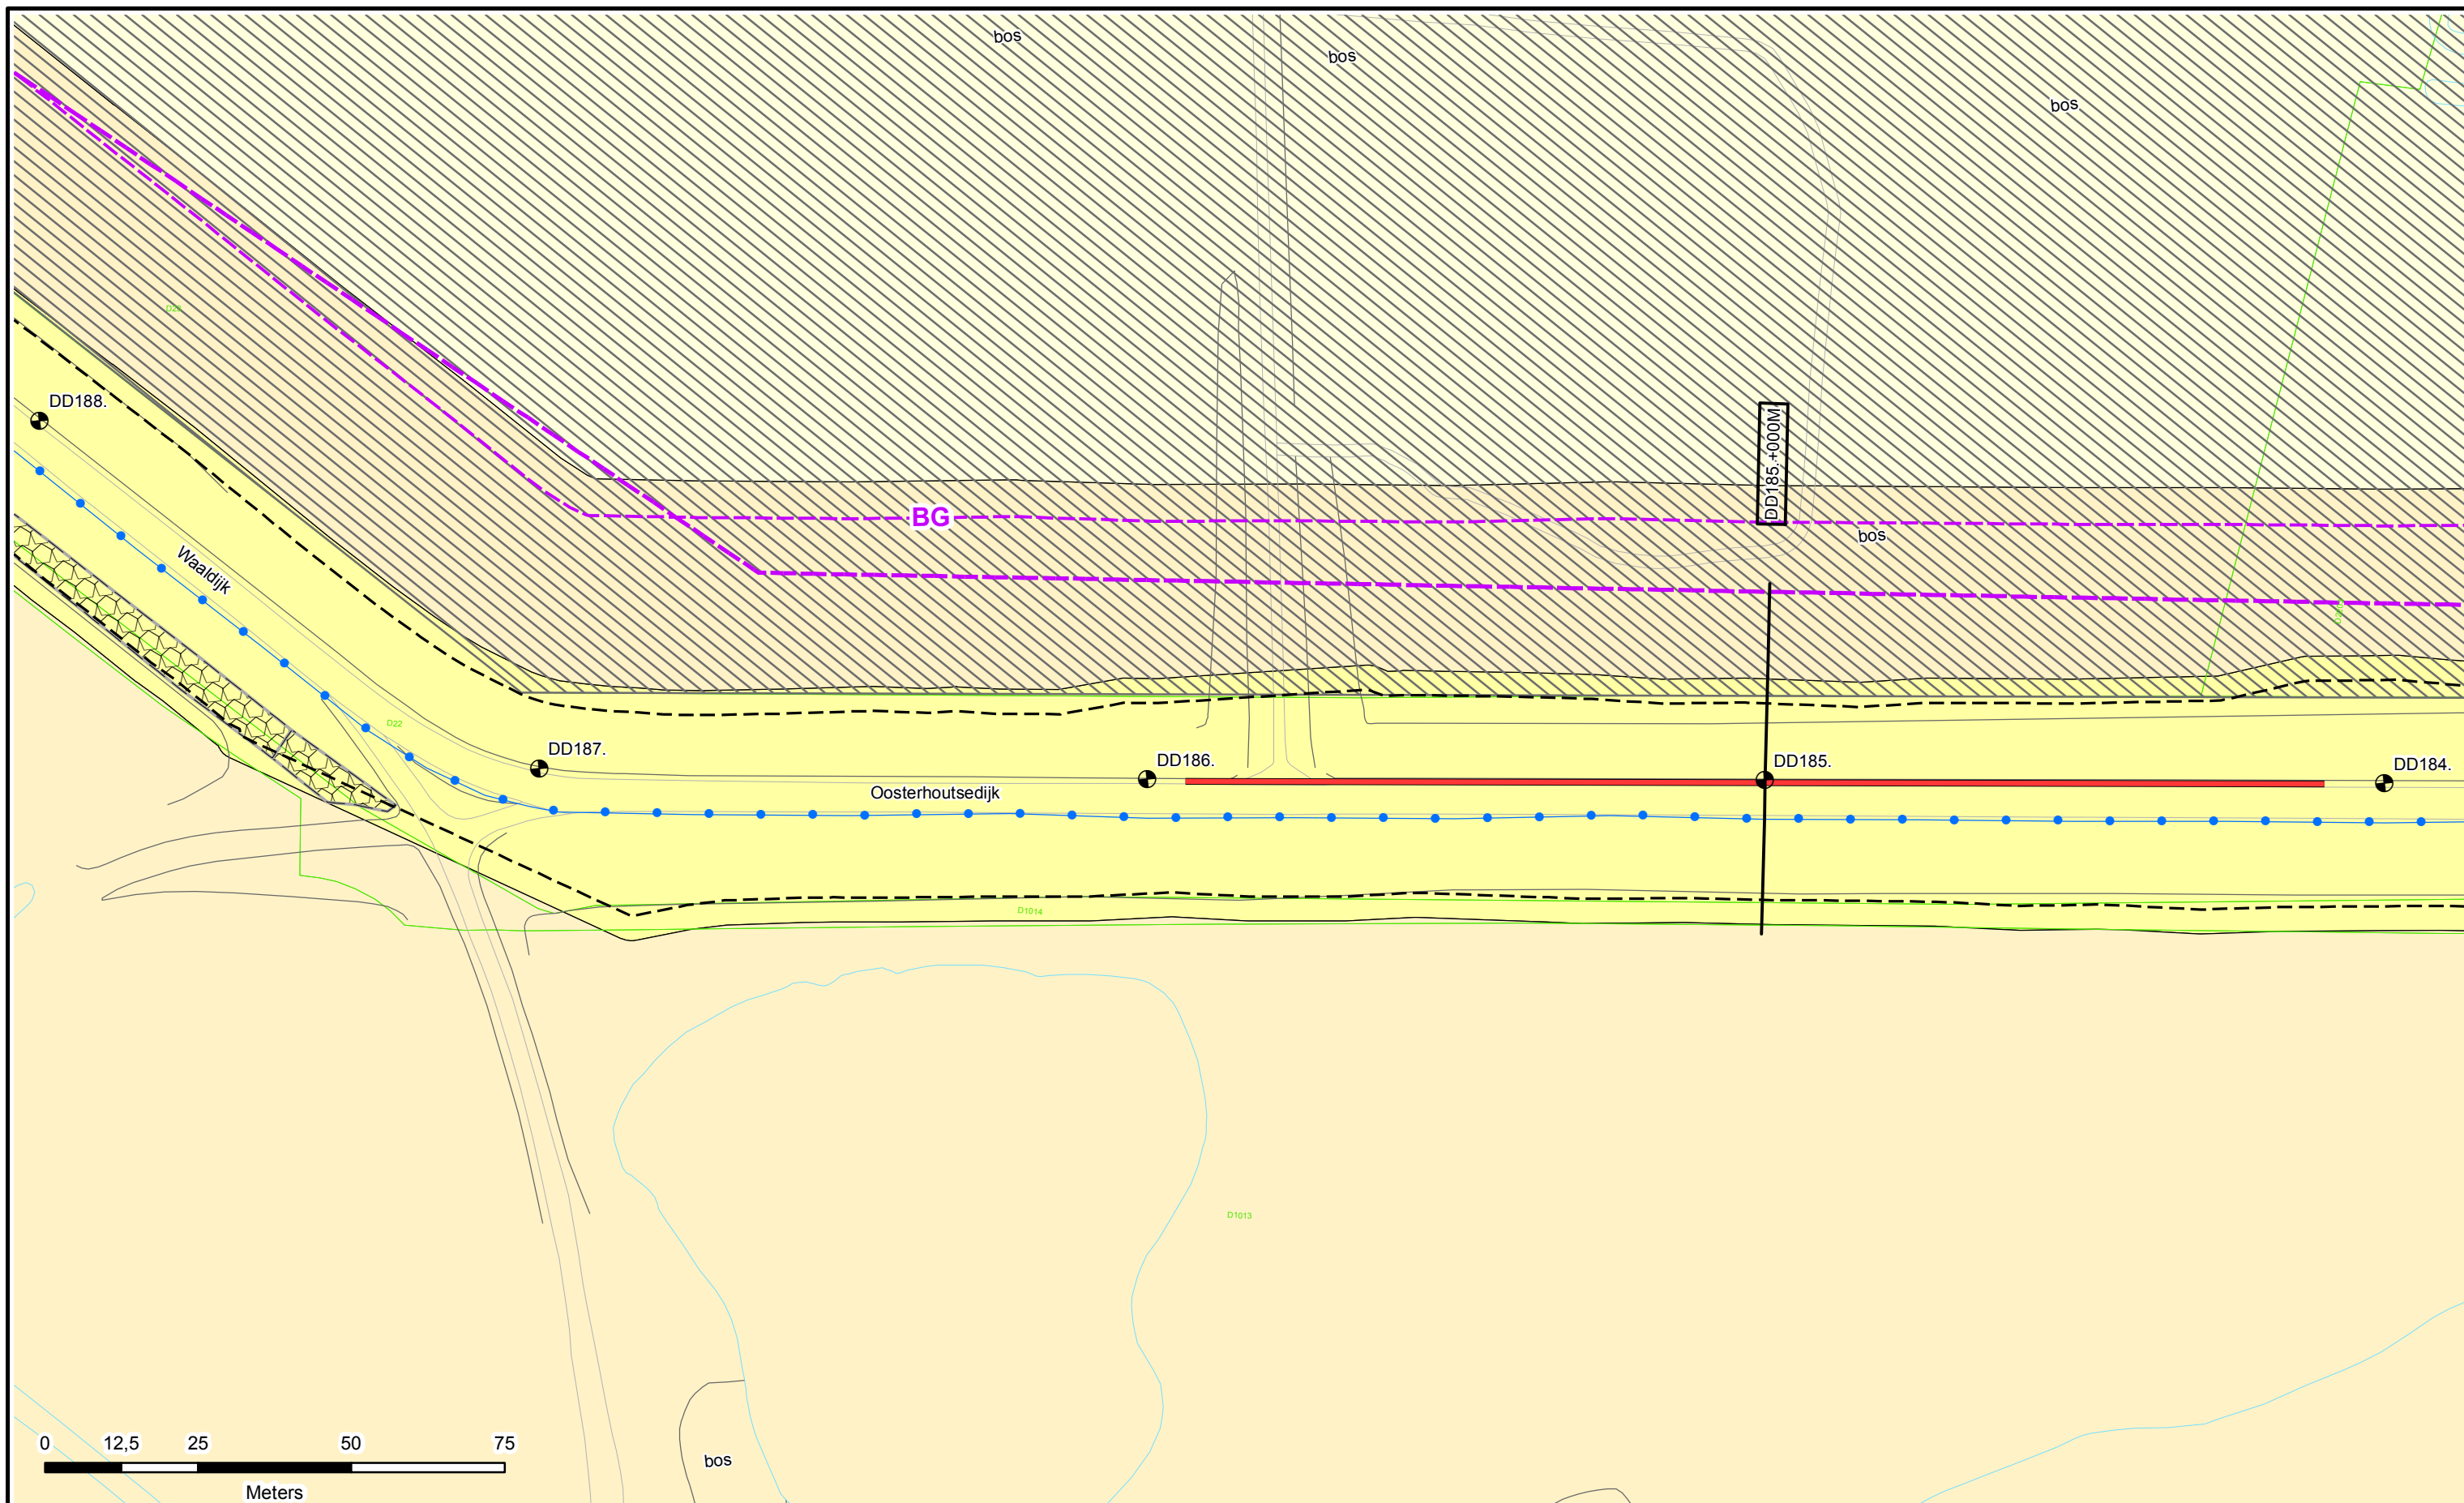 bos
bos
bos
DD188.
DD185.+000M
BG
bos
Waaldijk
D22
DD187.
DD186.
DD185.
DD184.
Oosterhoutsedijk
D1014
D1013
0 12,5 25 50 75
Meters
bos